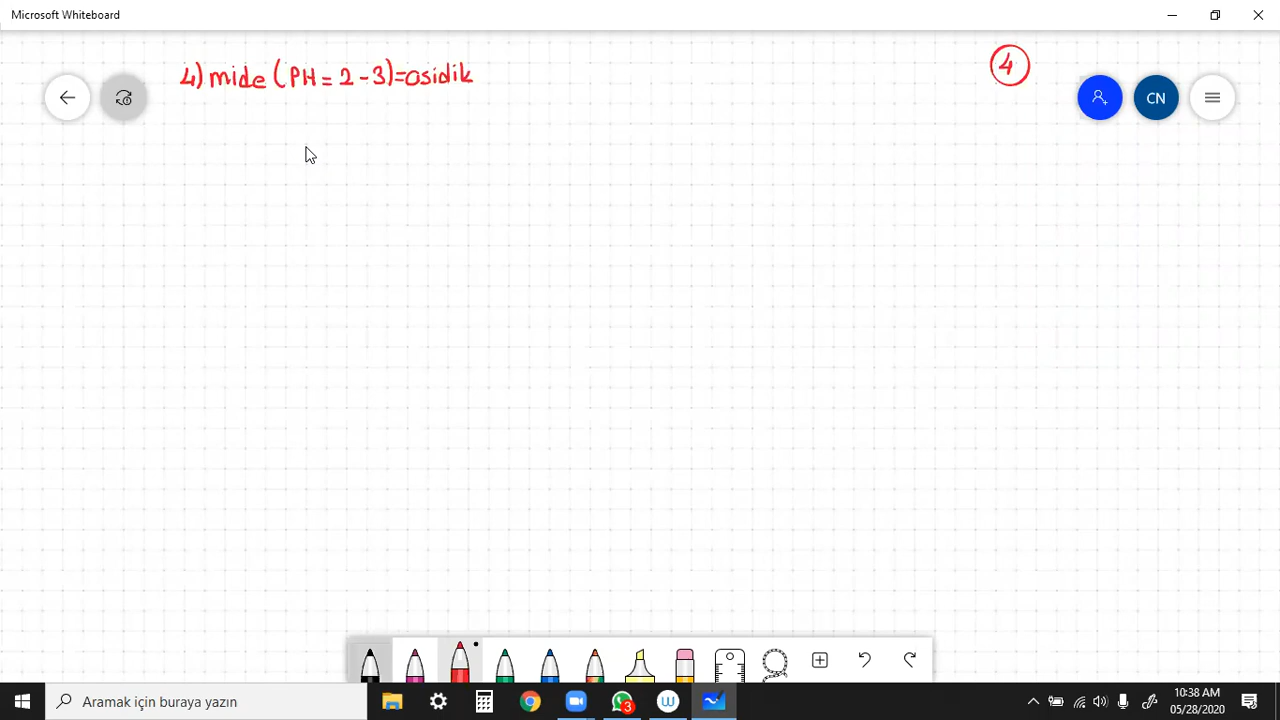 Microsoft Whiteboard
4) mide (PH = 2 - 3)=asidik
4
CN
3
Aramak için buraya yazın
10:38 AM
05/28/2020